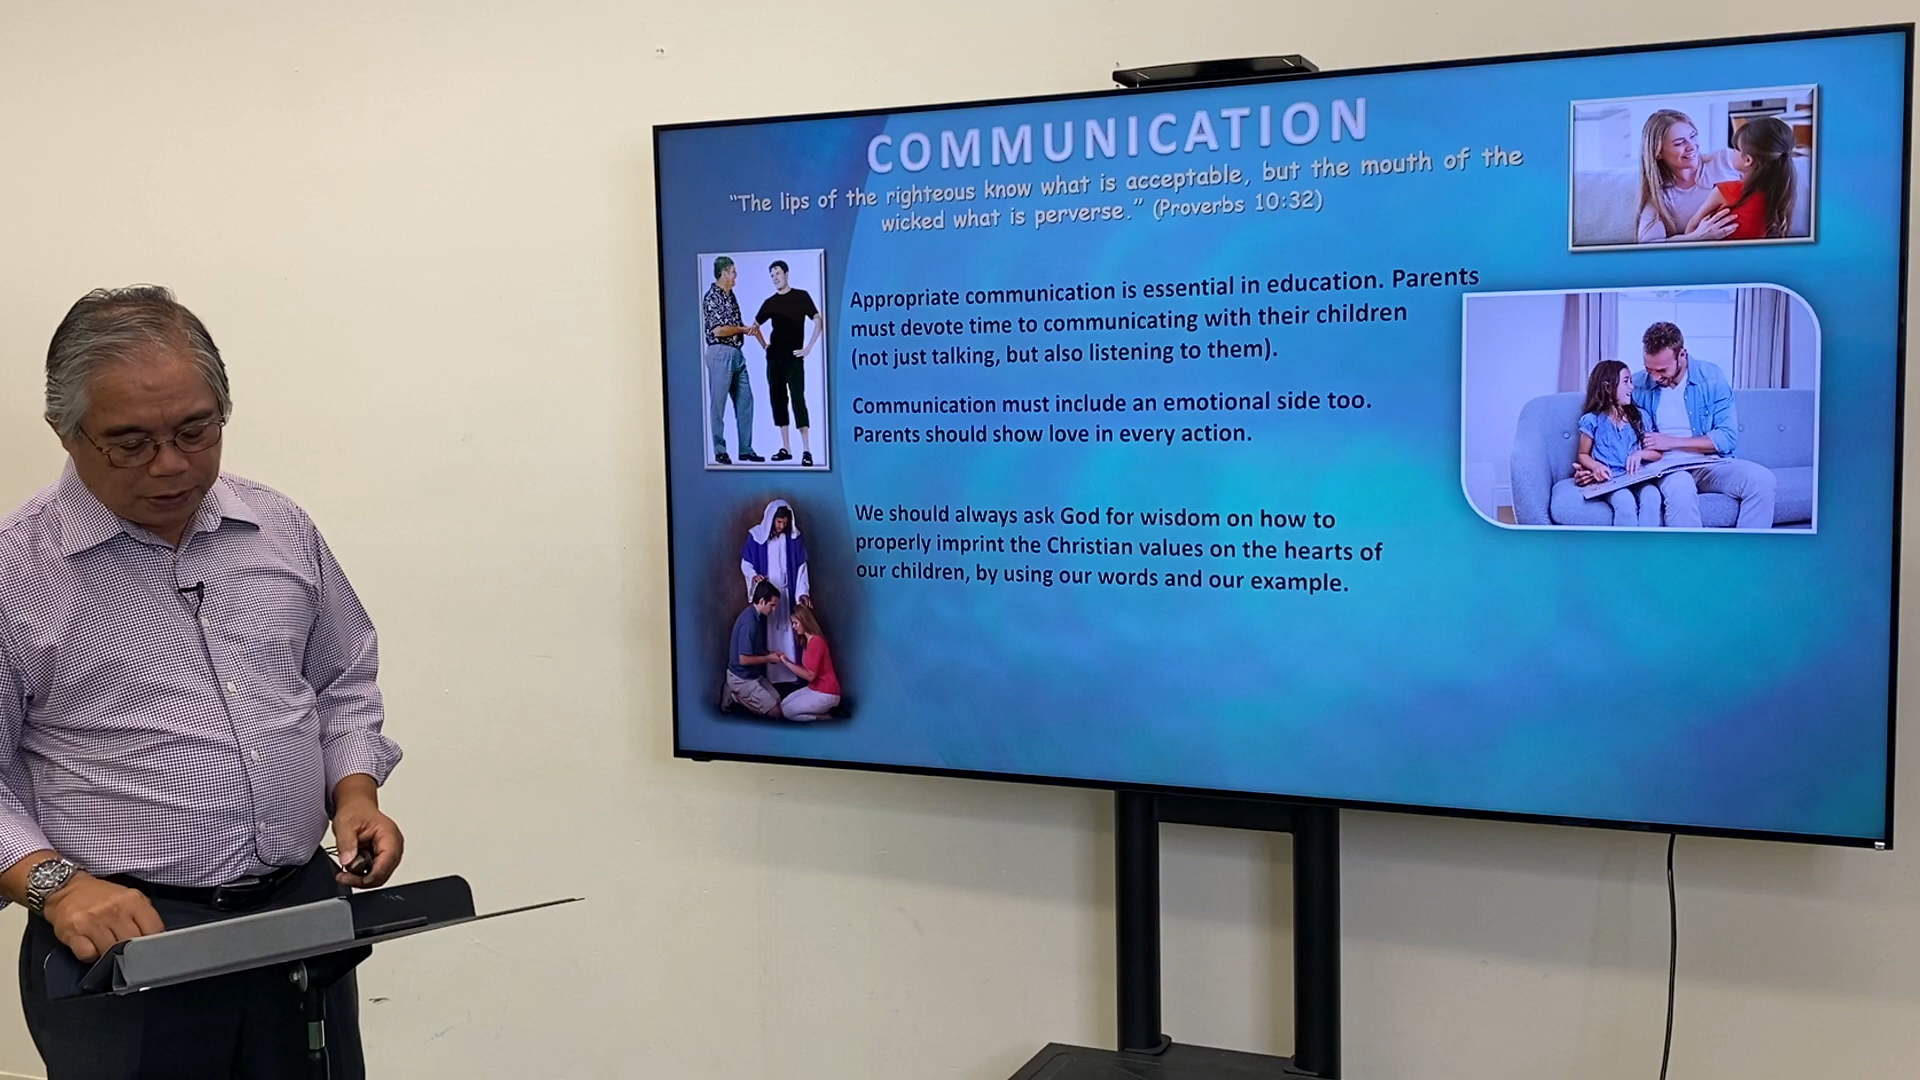 COMMUNICATION
“The lips of the righteous know what is acceptable, but the mouth of the
wicked what is perverse.” (Proverbs 10:32)
Appropriate communication is essential in education. Parents
must devote time to communicating with their children
(not just talking, but also listening to them).
Communication must include an emotional side too.
Parents should show love in every action.
We should always ask God for wisdom on how to
properly imprint the Christian values on the hearts of
our children, by using our words and our example.